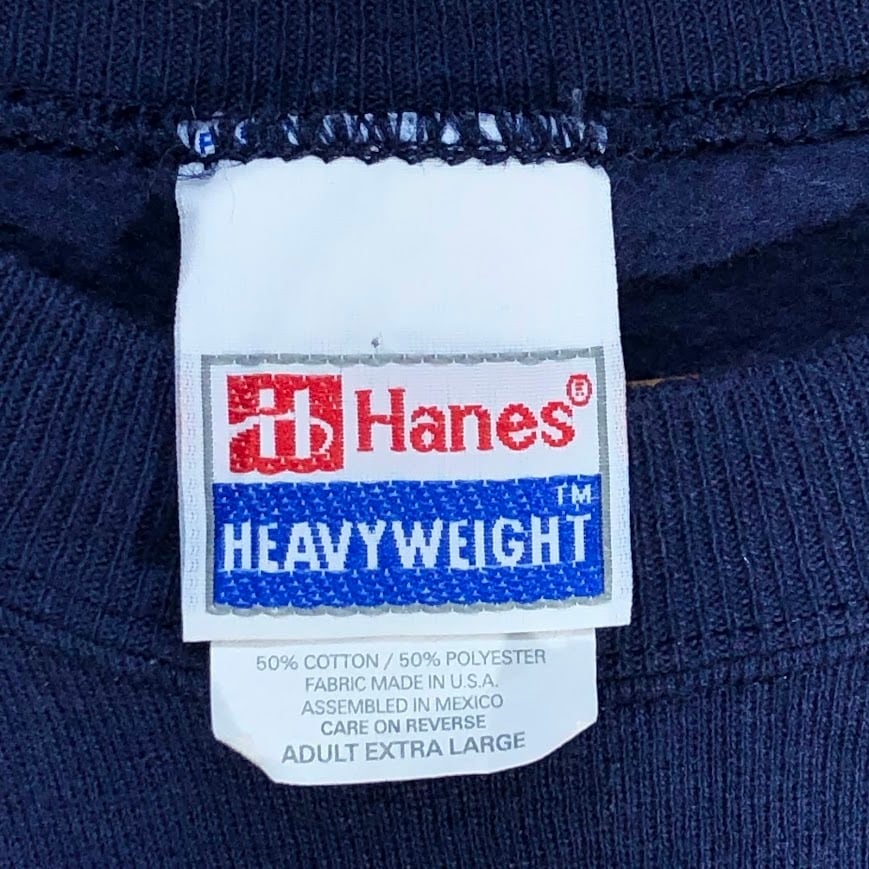 Hanes®
HEAVYWEIGHT™
50% COTTON / 50% POLYESTER
FABRIC MADE IN U.S.A.
ASSEMBLED IN MEXICO
CARE ON REVERSE
ADULT EXTRA LARGE